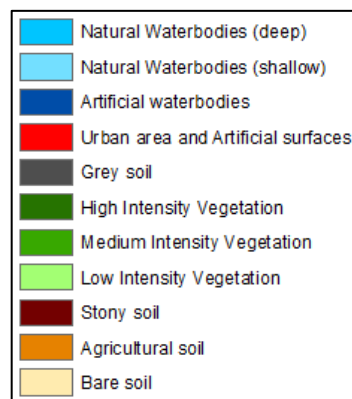 Natural Waterbodies (deep)
Natural Waterbodies (shallow)
Artificial waterbodies
Urban area and Artificial surfaces
Grey soil
High Intensity Vegetation
Medium Intensity Vegetation
Low Intensity Vegetation
Stony soil
Agricultural soil
Bare soil